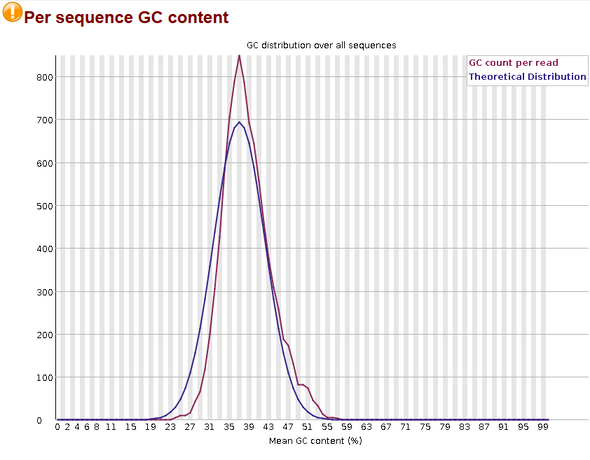 Per sequence GC content
GC distribution over all sequences
GC count per read
Theoretical Distribution
800
700
600
500
400
300
200
100
0
0 2 4 6 8 11 15 19 23 27 31 35 39 43 47 51 55 59 63 67 71 75 79 83 87 91 95 99
Mean GC content (%)